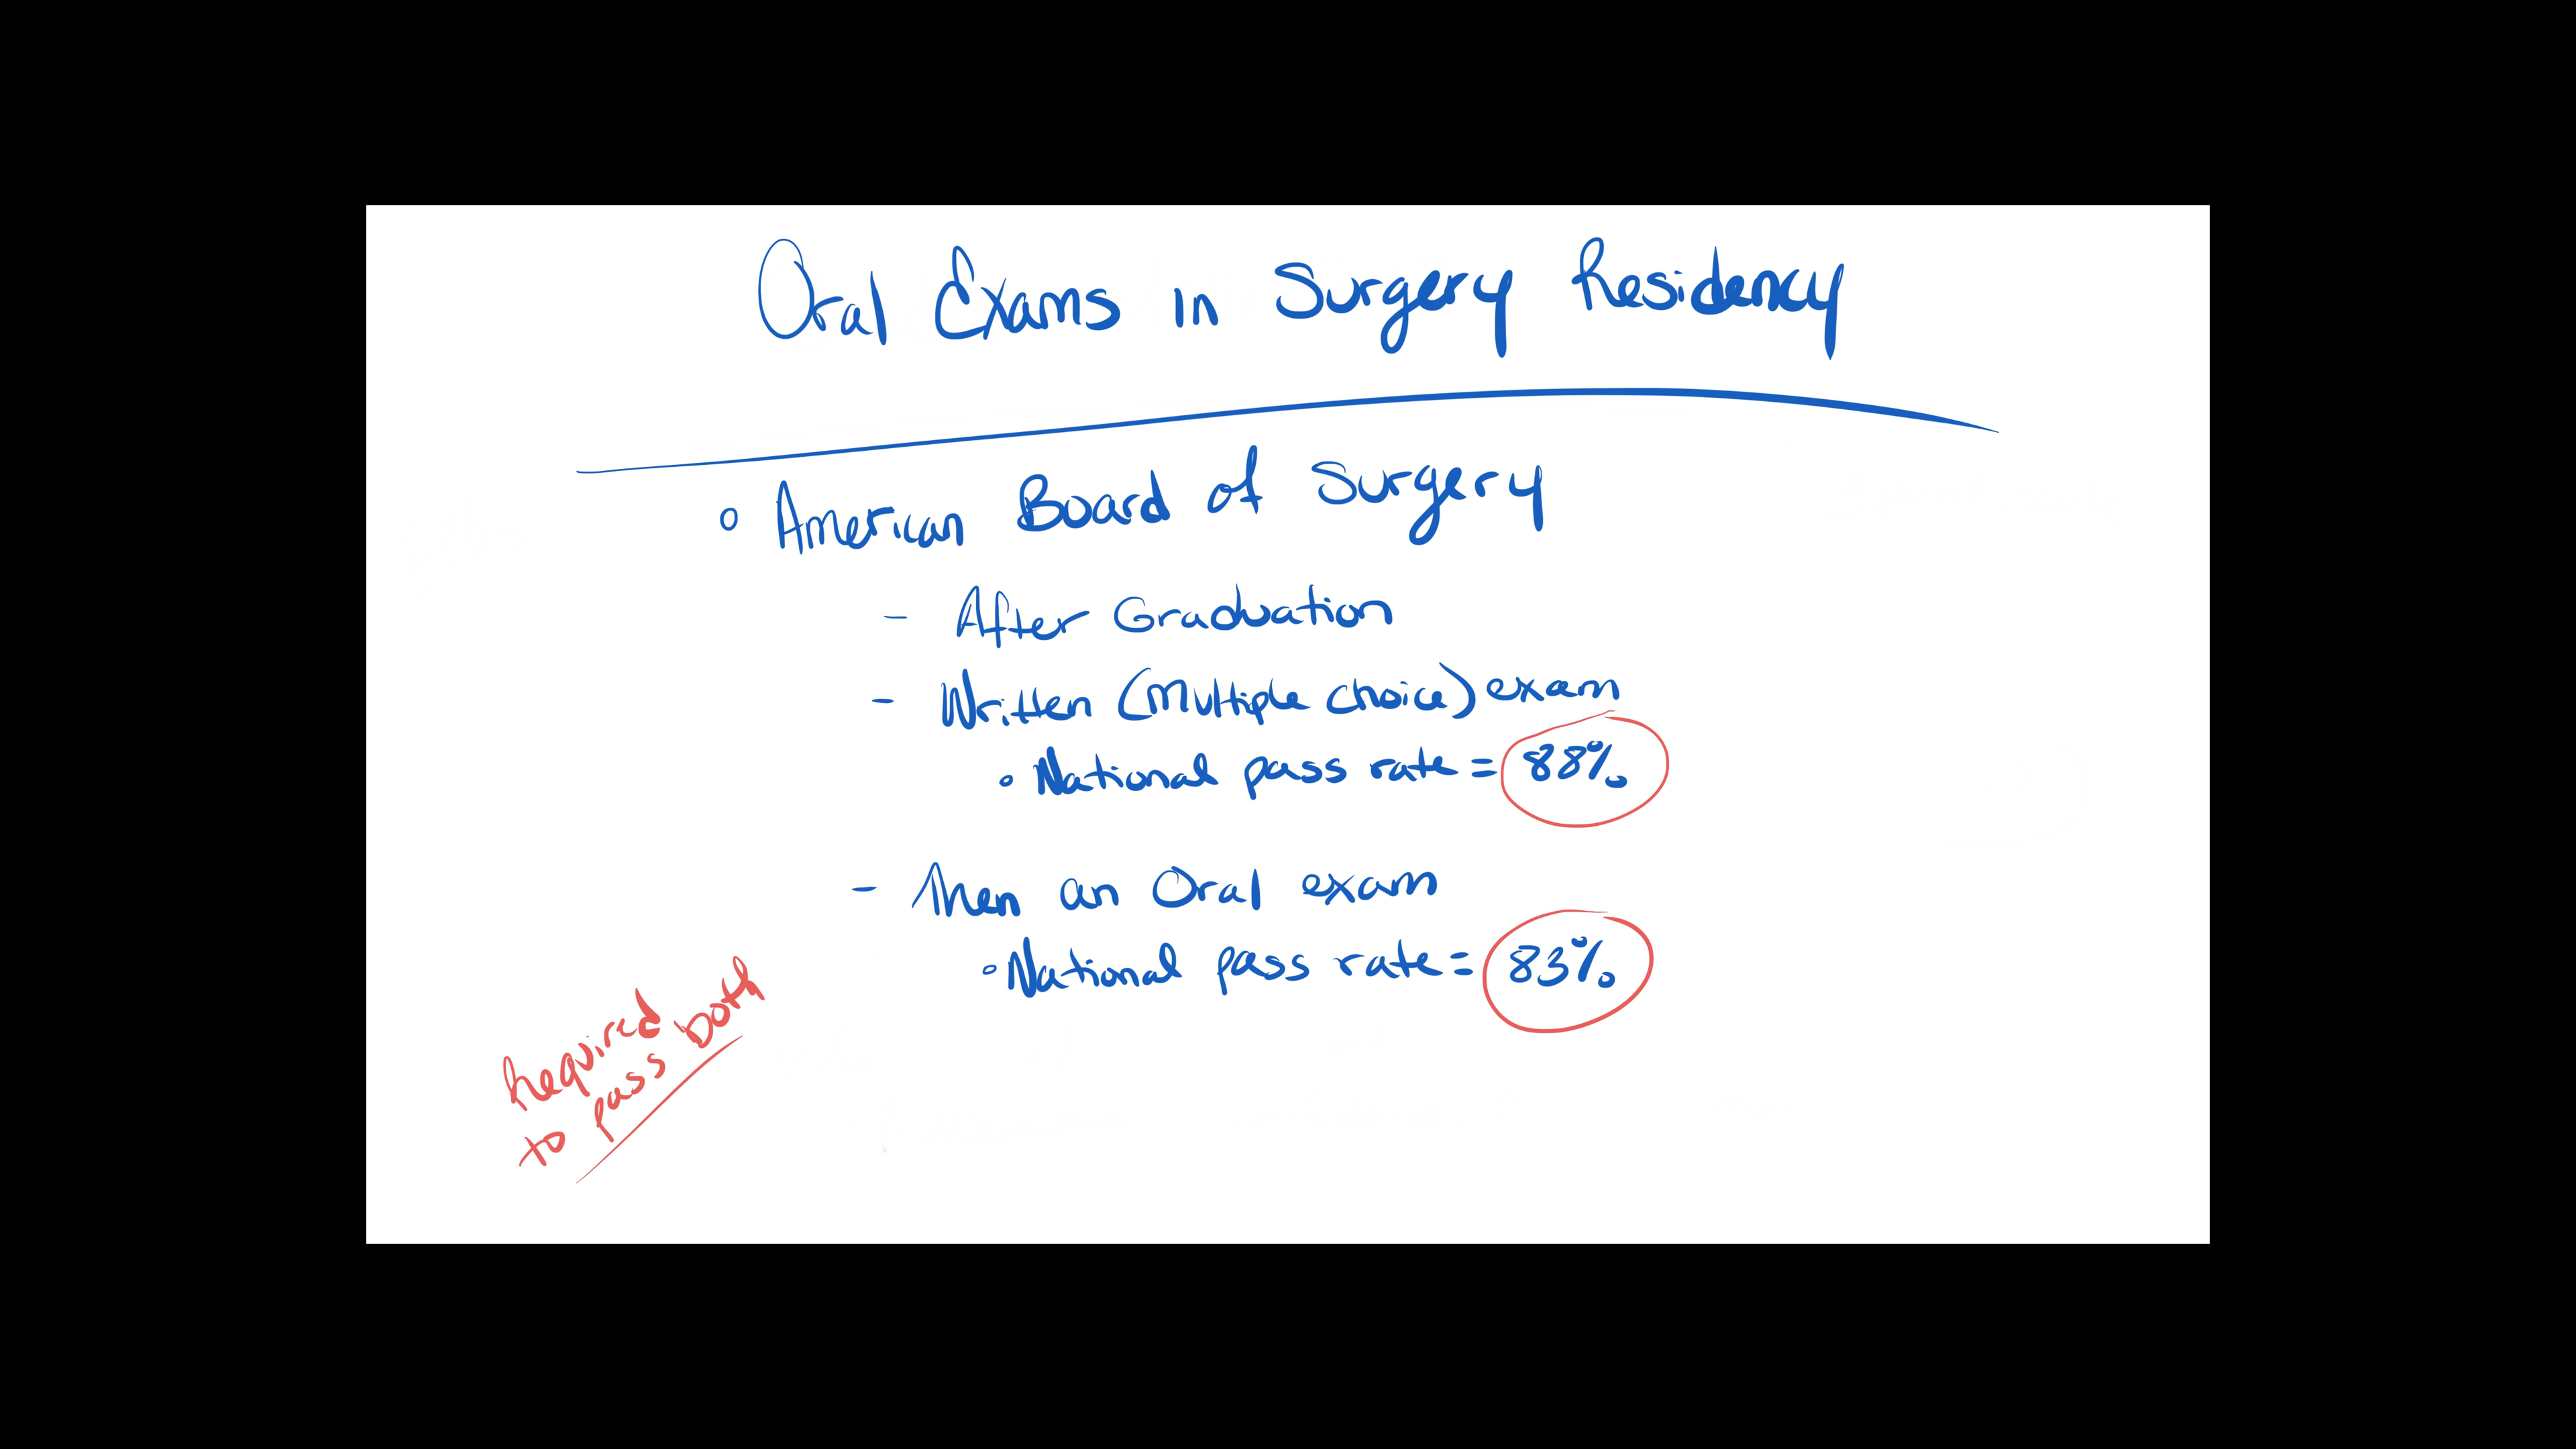 Oral Exams in Surgery Residency
o American Board of Surgery
- After Graduation
- Written (Multiple choice) exam
• National pass rate = 88%
- Then an Oral exam
• National pass rate = 83%
Required
to pass both